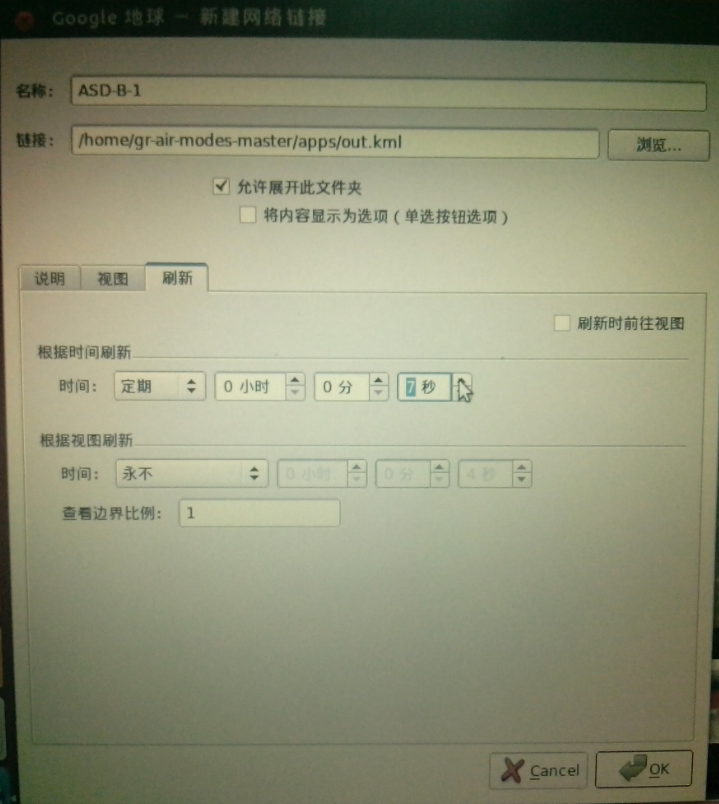 Google 地球 － 新建网络链接
名称： ASD-B-1
链接： /home/gr-air-modes-master/apps/out.kml 浏览...
允许展开此文件夹
将内容显示为选项（单选按钮选项）
说明 视图 刷新
刷新时前往视图
根据时间刷新
时间： 定期 0 小时 0 分 7 秒
根据视图刷新
时间： 永不 0 小时 0 分 4 秒
查看边界比例： 1
Cancel OK